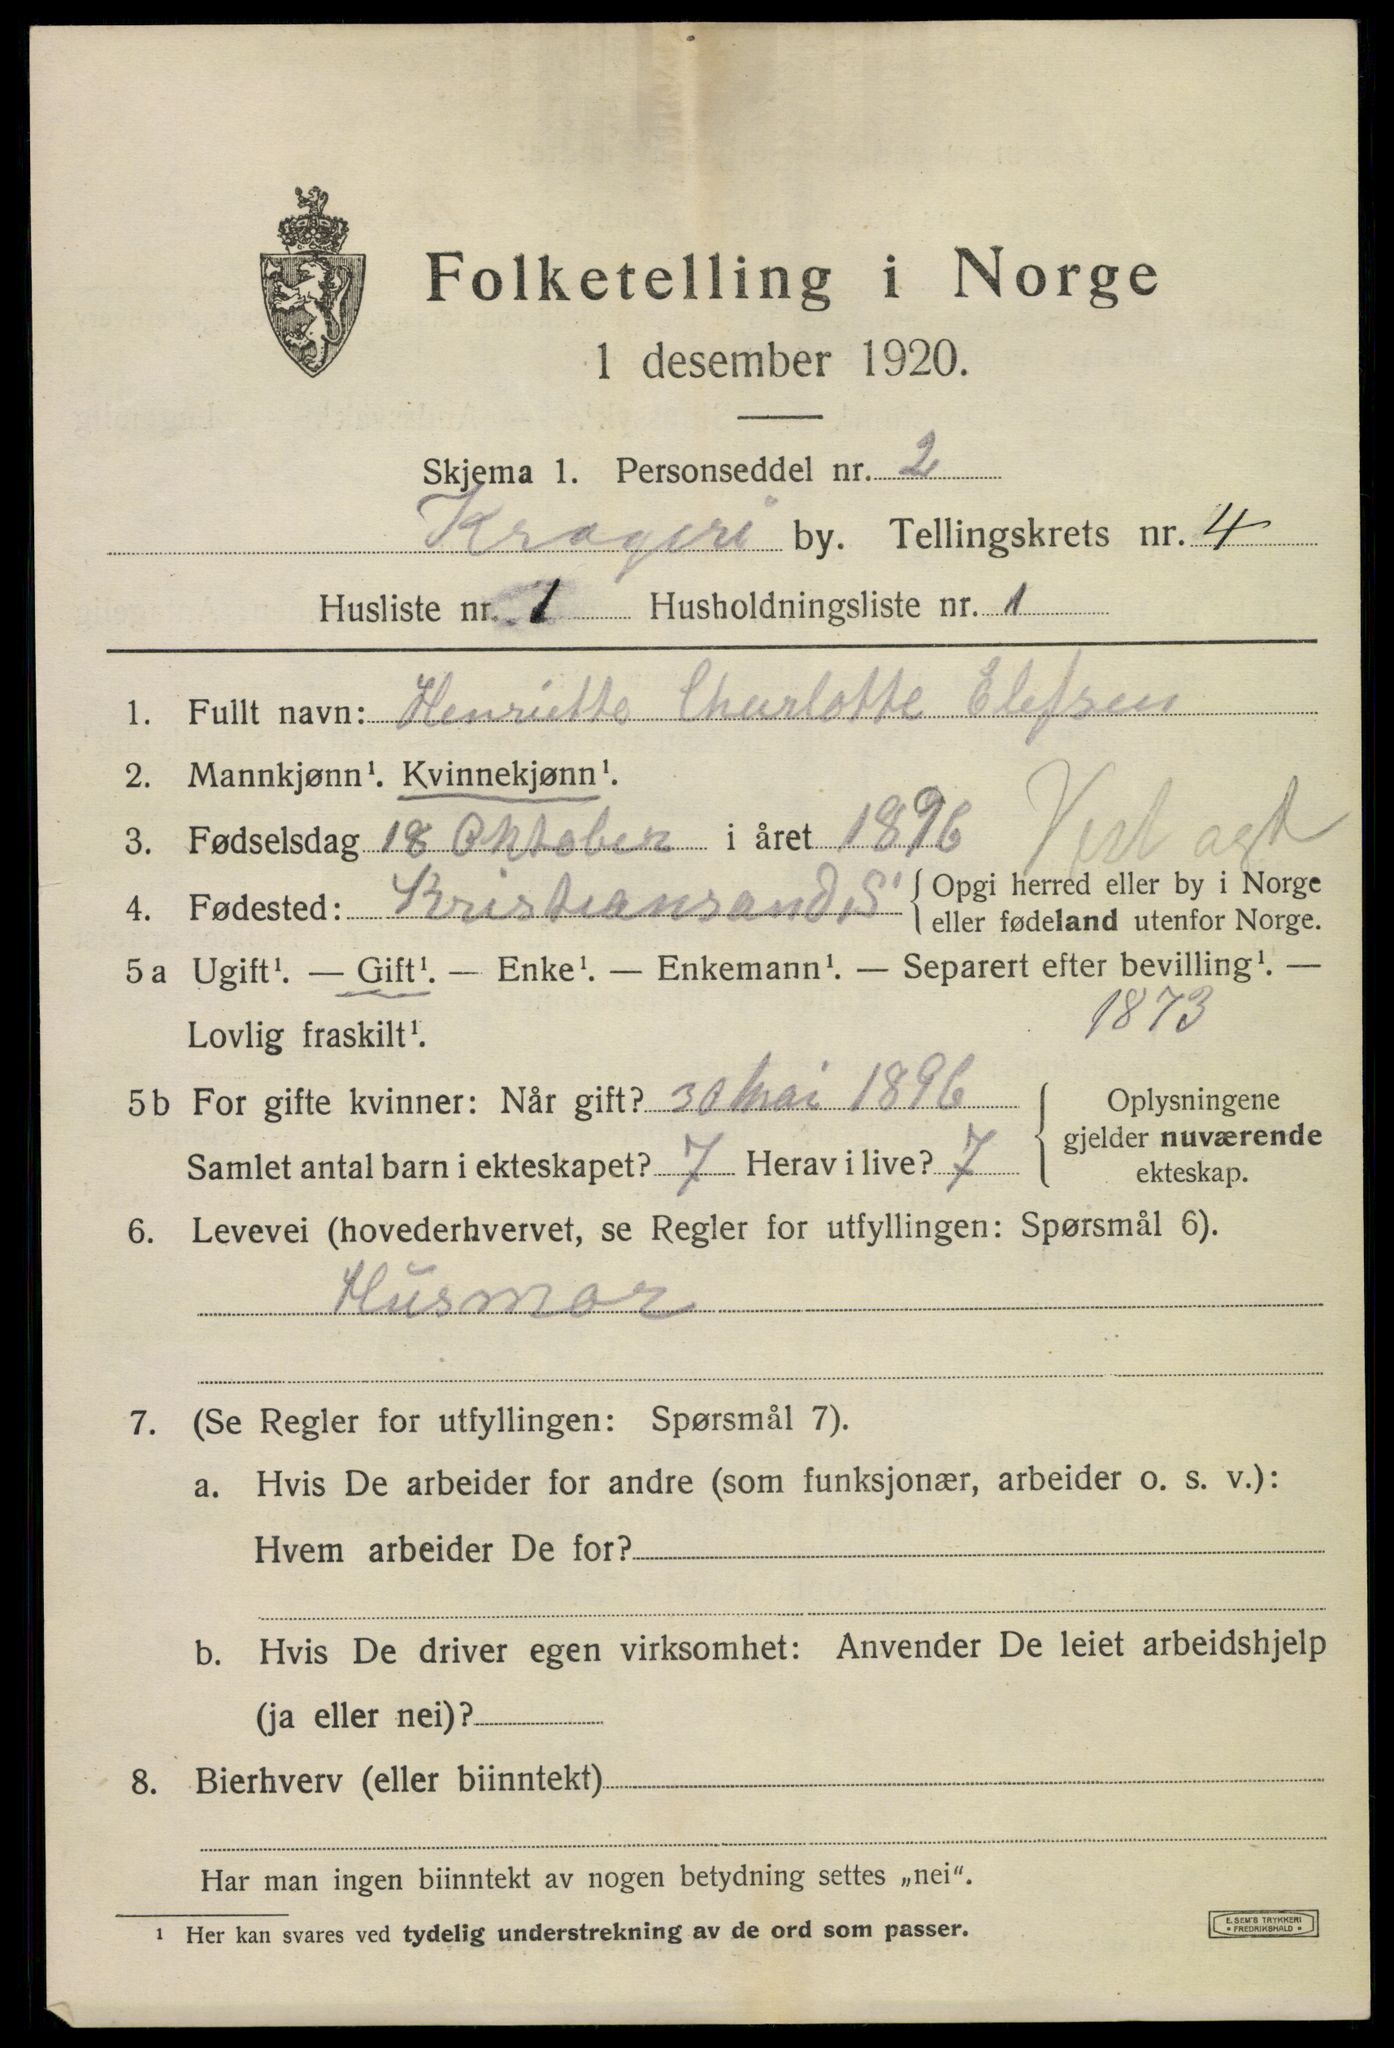 Folketelling i Norge
1 desember 1920.
Skjema 1. Personseddel nr. 2
Kragerø by. Tellingskrets nr. 4
Husliste nr. 1 Husholdningsliste nr. 1
1. Fullt navn: Henriette Charlotte Elefsen
2. Mannkjønn¹. Kvinnekjønn¹.
3. Fødselsdag 18 Oktober i året 1896
4. Fødested: Kristiansand, S. { Opgi herred eller by i Norge
eller fødeland utenfor Norge.
5 a Ugift¹. — Gift¹. — Enke¹. — Enkemann¹. — Separert efter bevilling¹. —
Lovlig fraskilt¹. 1873
5 b For gifte kvinner: Når gift? 30 Mai 1896
Samlet antal barn i ekteskapet? 7 Herav i live? 7
{ Oplysningene
gjelder nuværende
ekteskap.
6. Levevei (hovederhvervet, se Regler for utfyllingen: Spørsmål 6).
Husmor
7. (Se Regler for utfyllingen: Spørsmål 7).
a. Hvis De arbeider for andre (som funksjonær, arbeider o. s. v.):
Hvem arbeider De for?
b. Hvis De driver egen virksomhet: Anvender De leiet arbeidshjelp
(ja eller nei)?
8. Bierhverv (eller biinntekt)
Har man ingen biinntekt av nogen betydning settes „nei“.
¹ Her kan svares ved tydelig understrekning av de ord som passer.
E. SEM'S TRYKKERI
• FREDRIKSHALD •